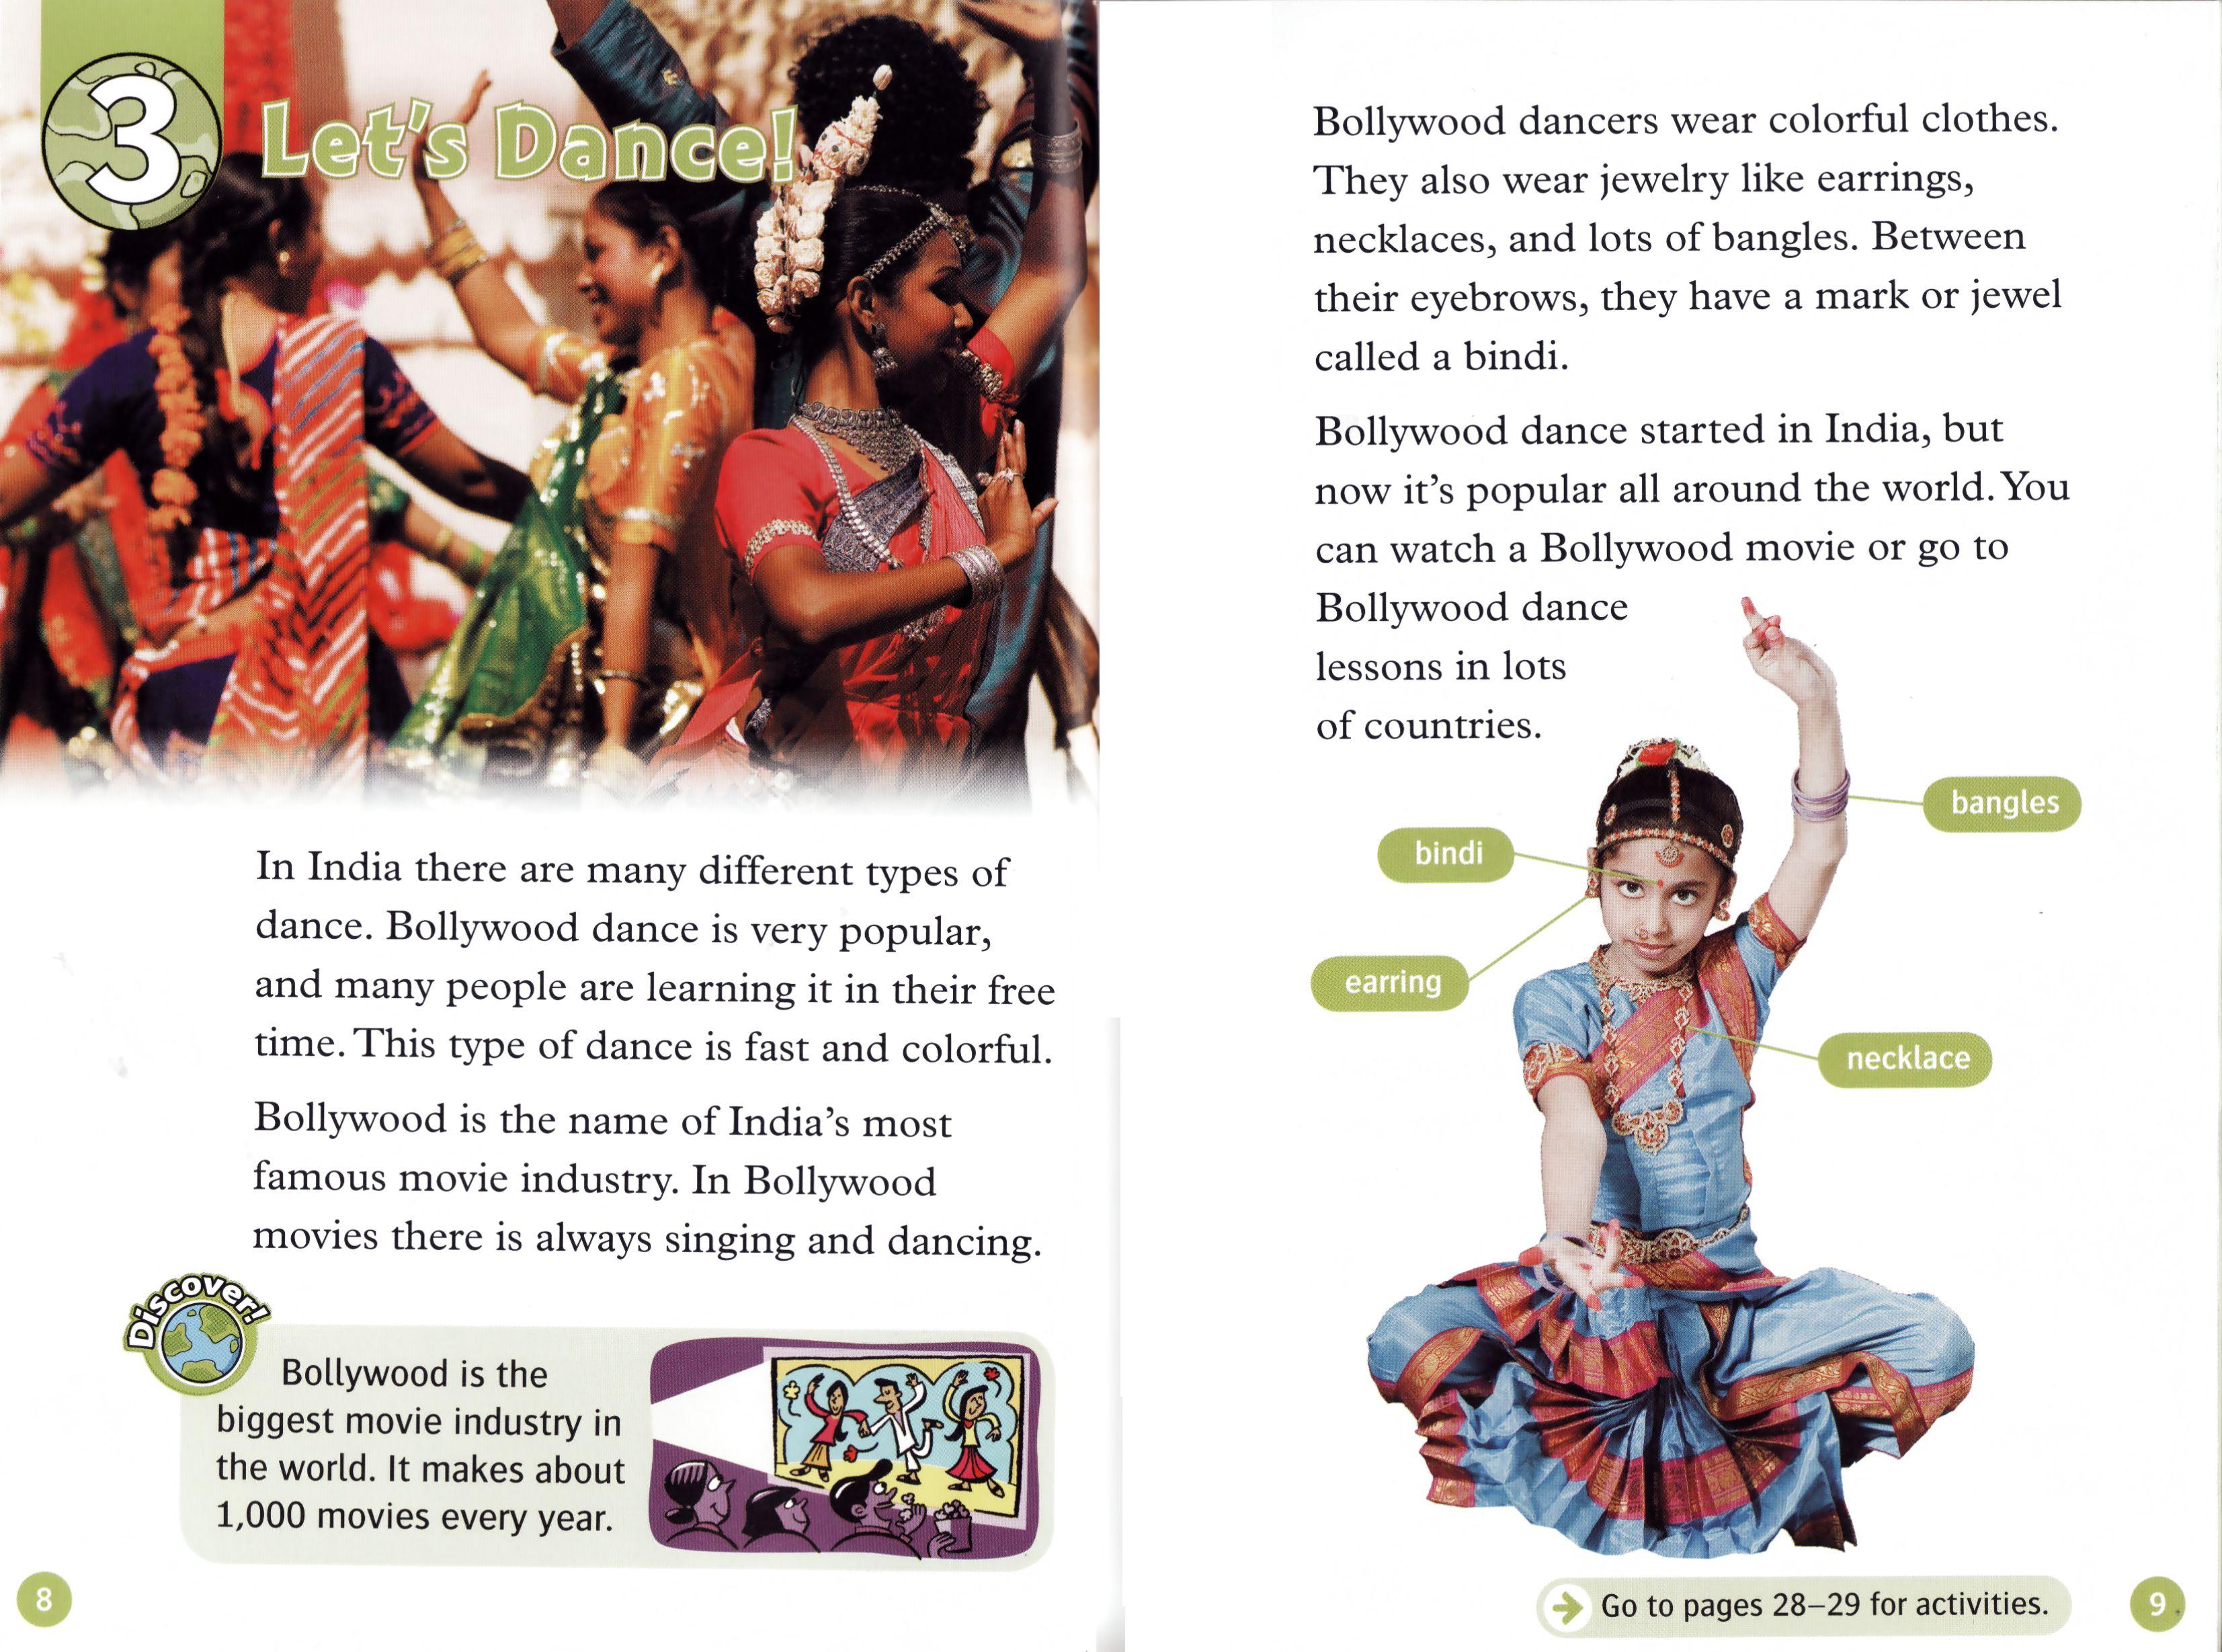 3
Let's Dance!
In India there are many different types of
dance. Bollywood dance is very popular,
and many people are learning it in their free
time. This type of dance is fast and colorful.
Bollywood is the name of India's most
famous movie industry. In Bollywood
movies there is always singing and dancing.
Discover!
Bollywood is the
biggest movie industry in
the world. It makes about
1,000 movies every year.
8
Bollywood dancers wear colorful clothes.
They also wear jewelry like earrings,
necklaces, and lots of bangles. Between
their eyebrows, they have a mark or jewel
called a bindi.
Bollywood dance started in India, but
now it's popular all around the world. You
can watch a Bollywood movie or go to
Bollywood dance
lessons in lots
of countries.
bangles
bindi
earring
necklace
Go to pages 28–29 for activities.
9